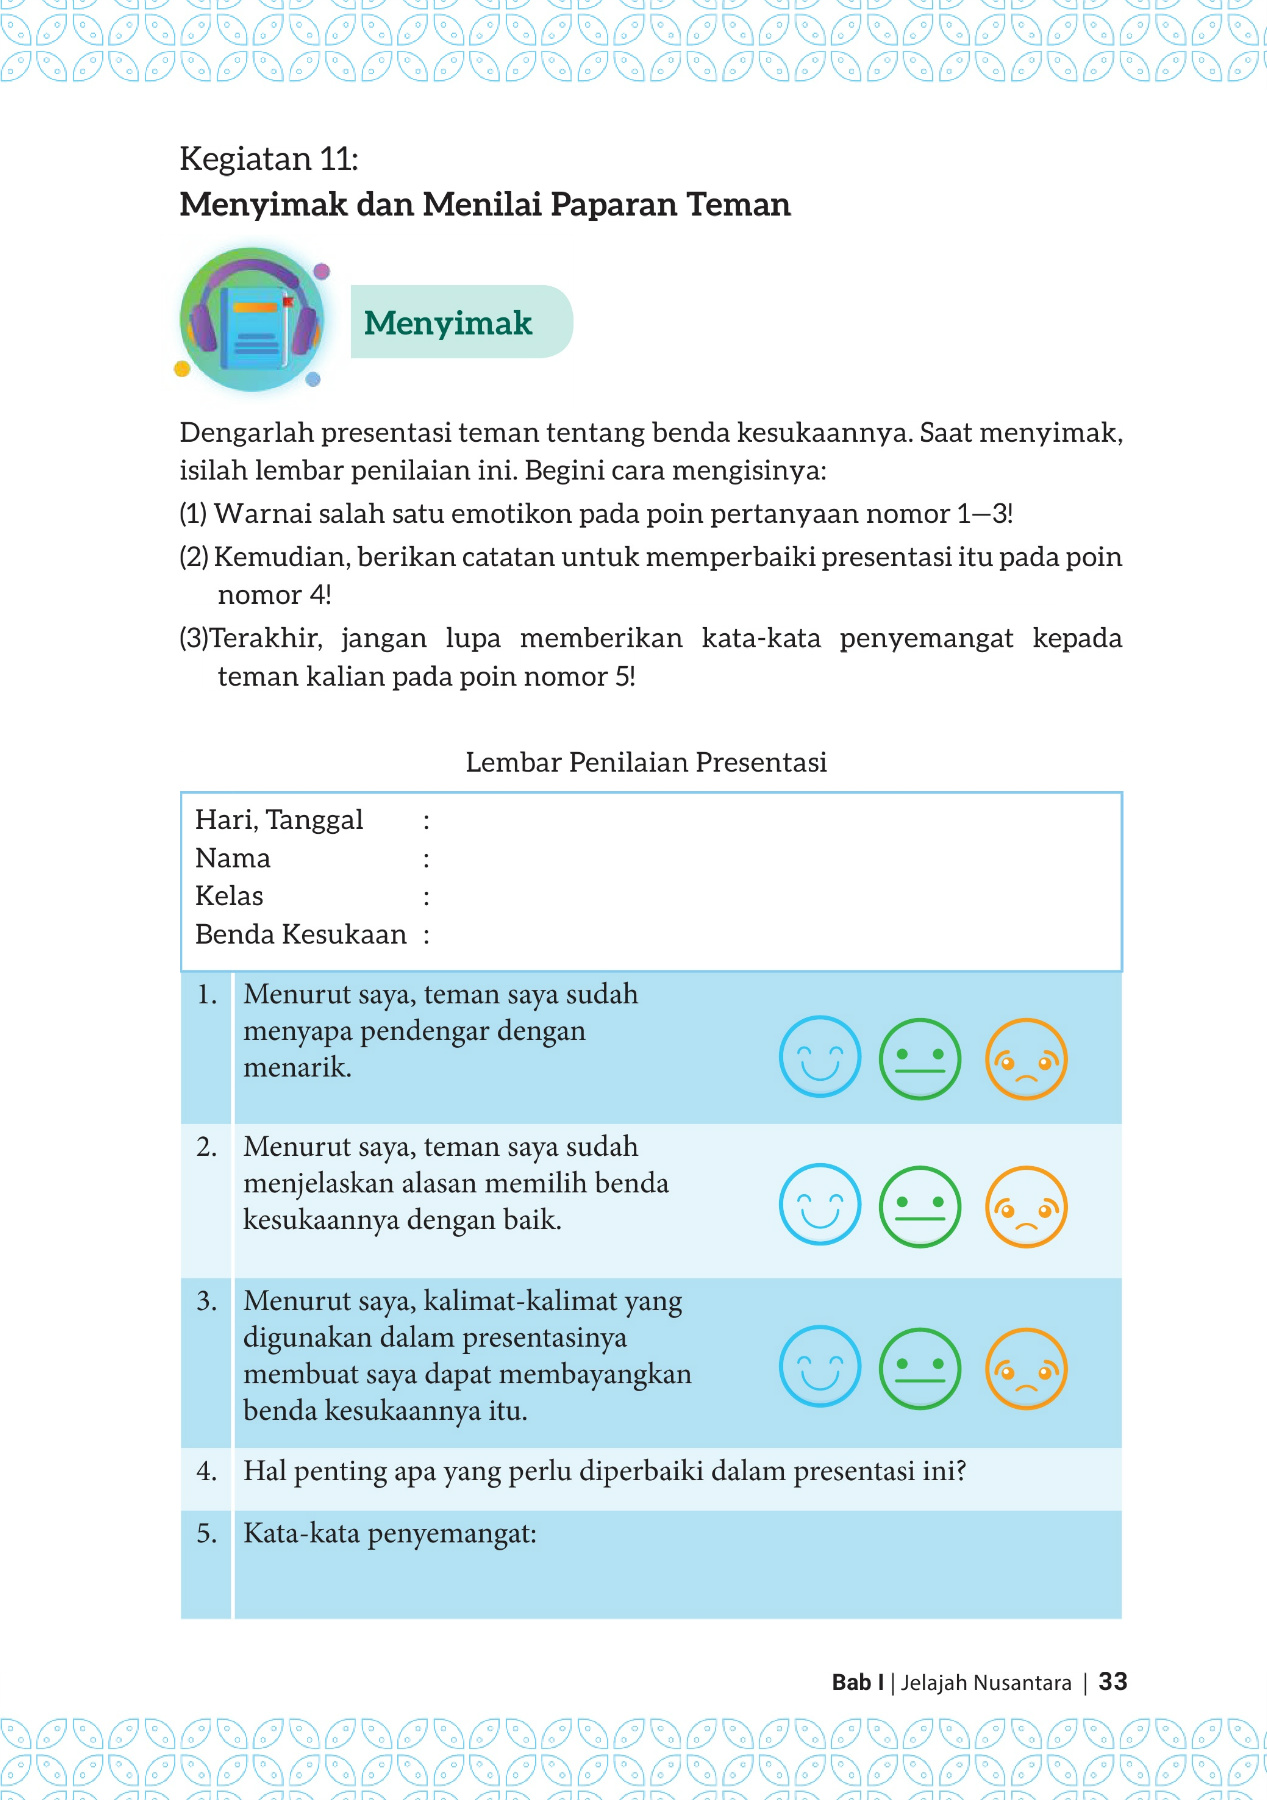 Kegiatan 11:
Menyimak dan Menilai Paparan Teman
Menyimak
Dengarlah presentasi teman tentang benda kesukaannya. Saat menyimak,
isilah lembar penilaian ini. Begini cara mengisinya:
(1) Warnai salah satu emotikon pada poin pertanyaan nomor 1—3!
(2) Kemudian, berikan catatan untuk memperbaiki presentasi itu pada poin
nomor 4!
(3)Terakhir, jangan lupa memberikan kata-kata penyemangat kepada
teman kalian pada poin nomor 5!
Lembar Penilaian Presentasi
Hari, Tanggal :
Nama :
Kelas :
Benda Kesukaan :
1. Menurut saya, teman saya sudah
menyapa pendengar dengan
menarik.
2. Menurut saya, teman saya sudah
menjelaskan alasan memilih benda
kesukaannya dengan baik.
3. Menurut saya, kalimat-kalimat yang
digunakan dalam presentasinya
membuat saya dapat membayangkan
benda kesukaannya itu.
4. Hal penting apa yang perlu diperbaiki dalam presentasi ini?
5. Kata-kata penyemangat:
Bab I | Jelajah Nusantara | 33